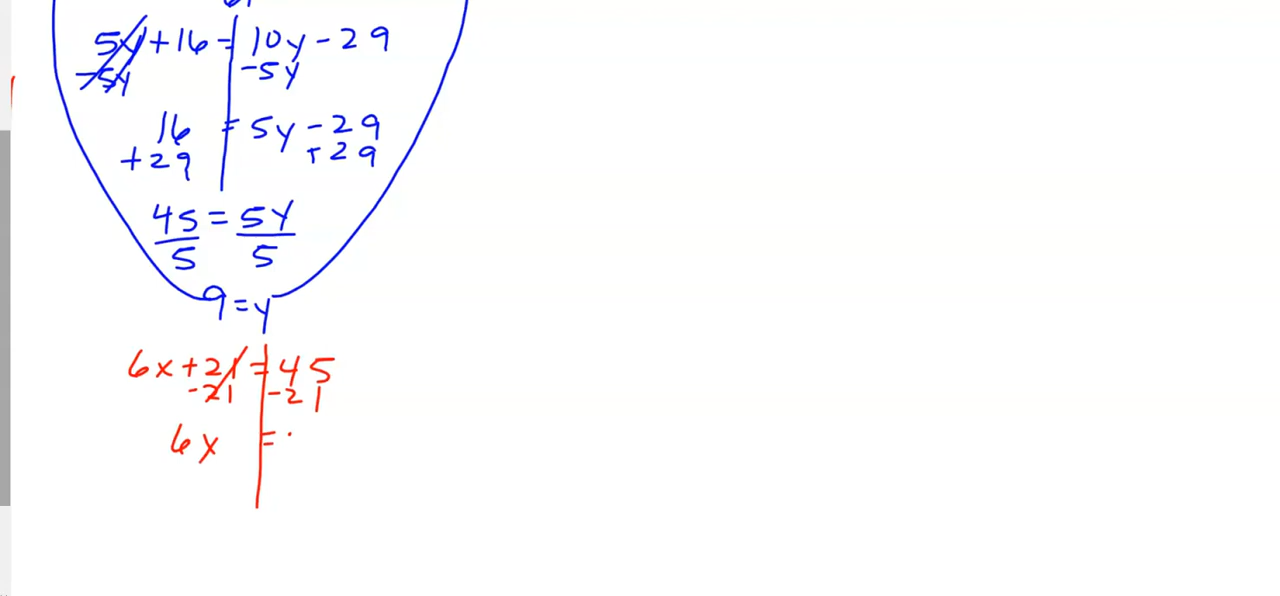 5y+16=10y-29
-5y -5y
16=5y-29
+29 +29
45=5y
5 5
9=y
6x+21=45
-21 -21
6x =